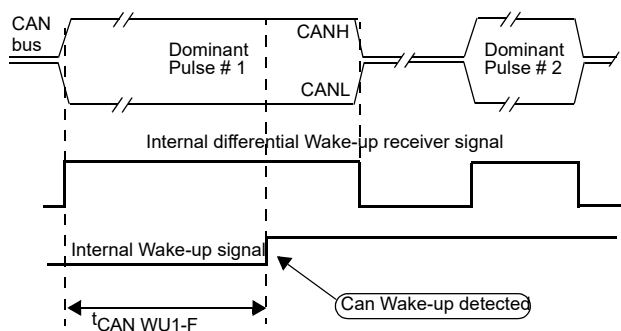 CAN
bus
CANH
Dominant
Pulse # 1
Dominant
Pulse # 2
CANL
Internal differential Wake-up receiver signal
Internal Wake-up signal
Can Wake-up detected
tCAN WU1-F